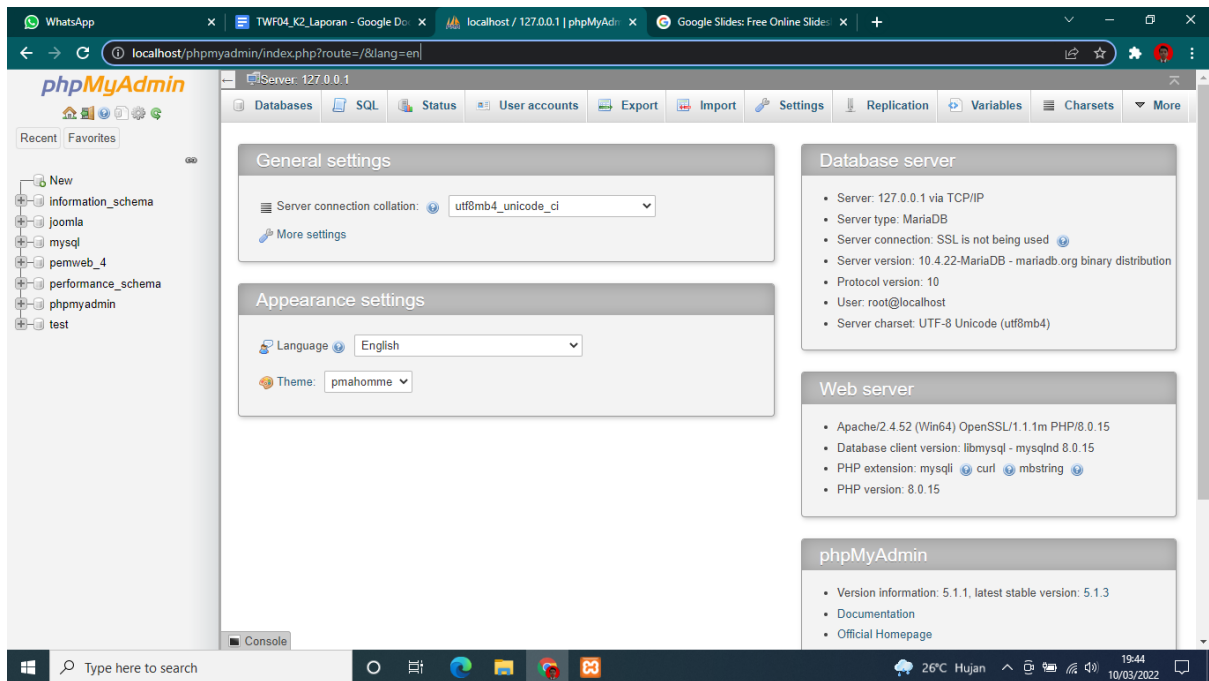 WhatsApp
TWF04_K2_Laporan - Google Do
localhost / 127.0.0.1 | phpMyAdm
Google Slides: Free Online Slides
localhost/phpmyadmin/index.php?route=/&lang=en
phpMyAdmin
Recent Favorites
New
information_schema
joomla
mysql
pemweb_4
performance_schema
phpmyadmin
test
Server: 127.0.0.1
Databases SQL Status User accounts Export Import Settings Replication Variables Charsets More
General settings
Server connection collation: utf8mb4_unicode_ci
More settings
Appearance settings
Language English
Theme: pmahomme
Database server
Server: 127.0.0.1 via TCP/IP
Server type: MariaDB
Server connection: SSL is not being used
Server version: 10.4.22-MariaDB - mariadb.org binary distribution
Protocol version: 10
User: root@localhost
Server charset: UTF-8 Unicode (utf8mb4)
Web server
Apache/2.4.52 (Win64) OpenSSL/1.1.1m PHP/8.0.15
Database client version: libmysql - mysqlnd 8.0.15
PHP extension: mysqli curl mbstring
PHP version: 8.0.15
phpMyAdmin
Version information: 5.1.1, latest stable version: 5.1.3
Documentation
Official Homepage
Console
Type here to search
26°C Hujan
19:44
10/03/2022